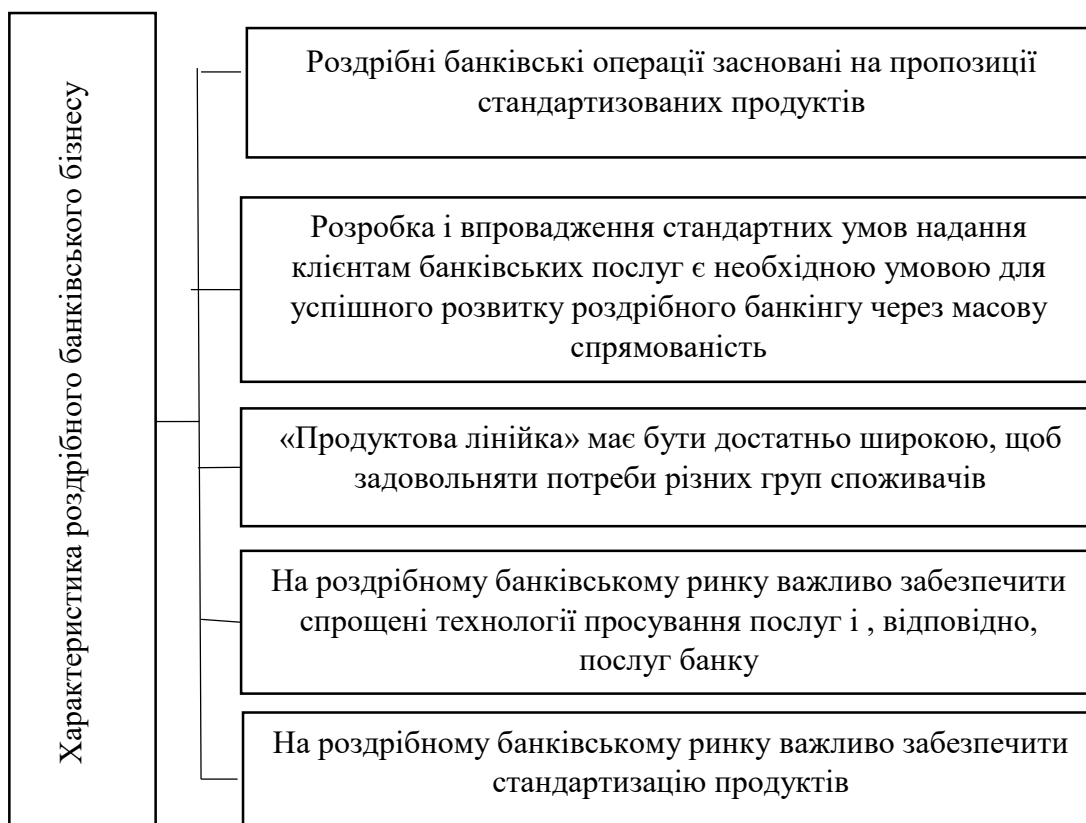 Характеристика роздрібного банківського бізнесу
Роздрібні банківські операції засновані на пропозиції
стандартизованих продуктів
Розробка і впровадження стандартних умов надання
клієнтам банківських послуг є необхідною умовою для
успішного розвитку роздрібного банкінгу через масову
спрямованість
«Продуктова лінійка» має бути достатньо широкою, щоб
задовольняти потреби різних груп споживачів
На роздрібному банківському ринку важливо забезпечити
спрощені технології просування послуг і , відповідно,
послуг банку
На роздрібному банківському ринку важливо забезпечити
стандартизацію продуктів